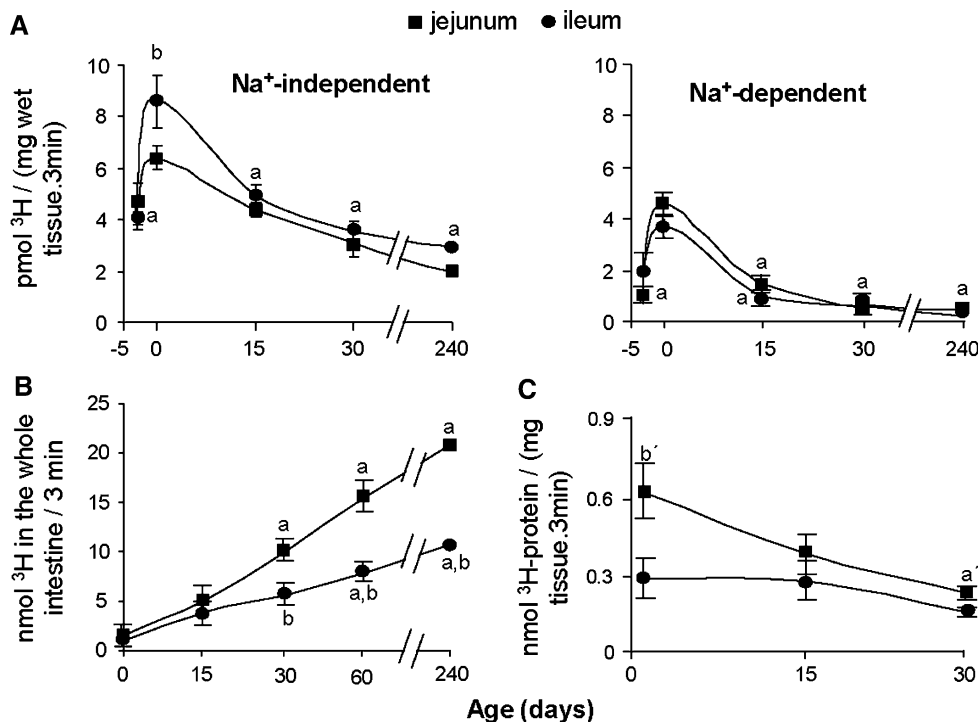 A
■ jejunum ● ileum
pmol ³H / (mg wet
tissue.3min)
Na⁺-independent
10
8
6
4
2
0
-5 0 15 30 240
b
a
a
a
a
Na⁺-dependent
10
8
6
4
2
0
-5 0 15 30 240
a
a
a
a
a
B
nmol ³H in the whole
intestine / 3 min
25
20
15
10
5
0
0 15 30 60 240
a
a
a
b
a,b
a,b
C
nmol ³H-protein / (mg
tissue.3min)
0.9
0.6
0.3
0
0 15 30
b´
a´
Age (days)